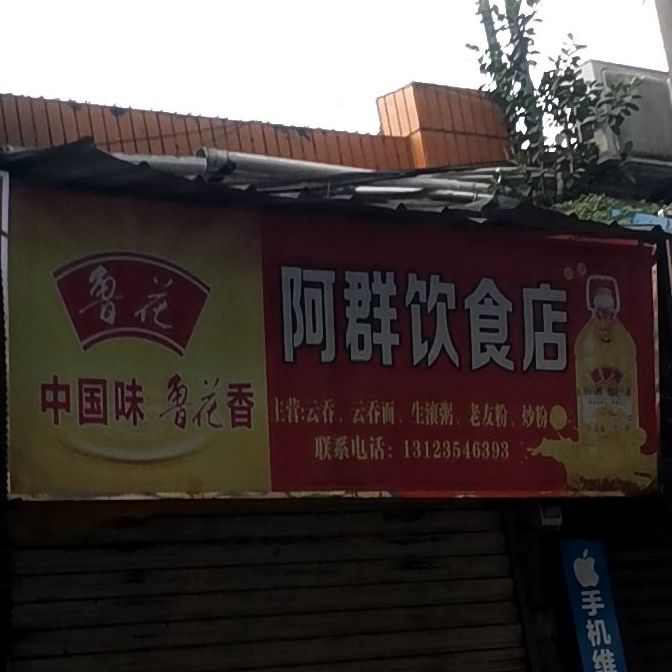 鲁花
中国味 鲁花香
阿群饮食店
主营:云吞、云吞面、生滚粥、老友粉、炒粉
联系电话：13123546393
手机维